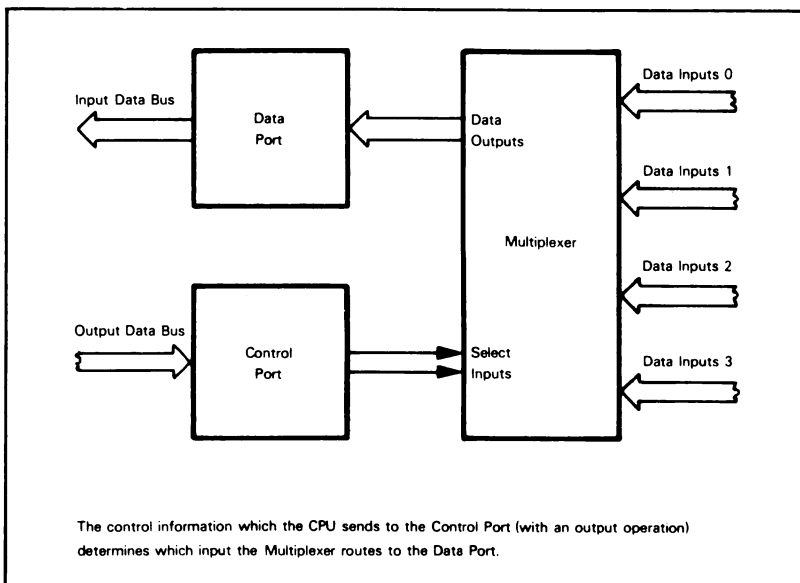 Input Data Bus
Data
Port
Data
Outputs
Data Inputs 0
Data Inputs 1
Multiplexer
Data Inputs 2
Output Data Bus
Control
Port
Select
Inputs
Data Inputs 3
The control information which the CPU sends to the Control Port (with an output operation)
determines which input the Multiplexer routes to the Data Port.